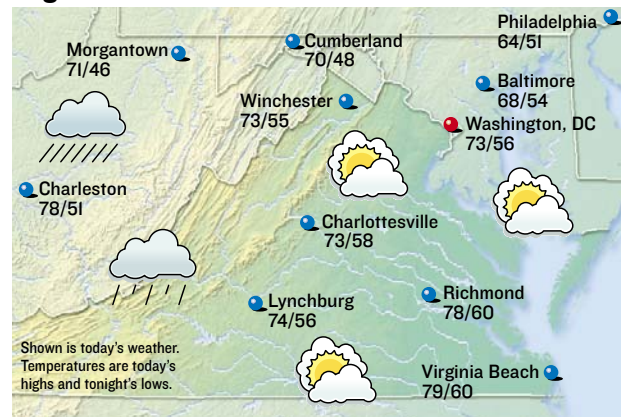 Philadelphia
64/51
Morgantown
71/46
Cumberland
70/48
Baltimore
68/54
Winchester
73/55
Washington, DC
73/56
Charleston
78/51
Charlottesville
73/58
Lynchburg
74/56
Richmond
78/60
Shown is today's weather.
Temperatures are today's
highs and tonight's lows.
Virginia Beach
79/60